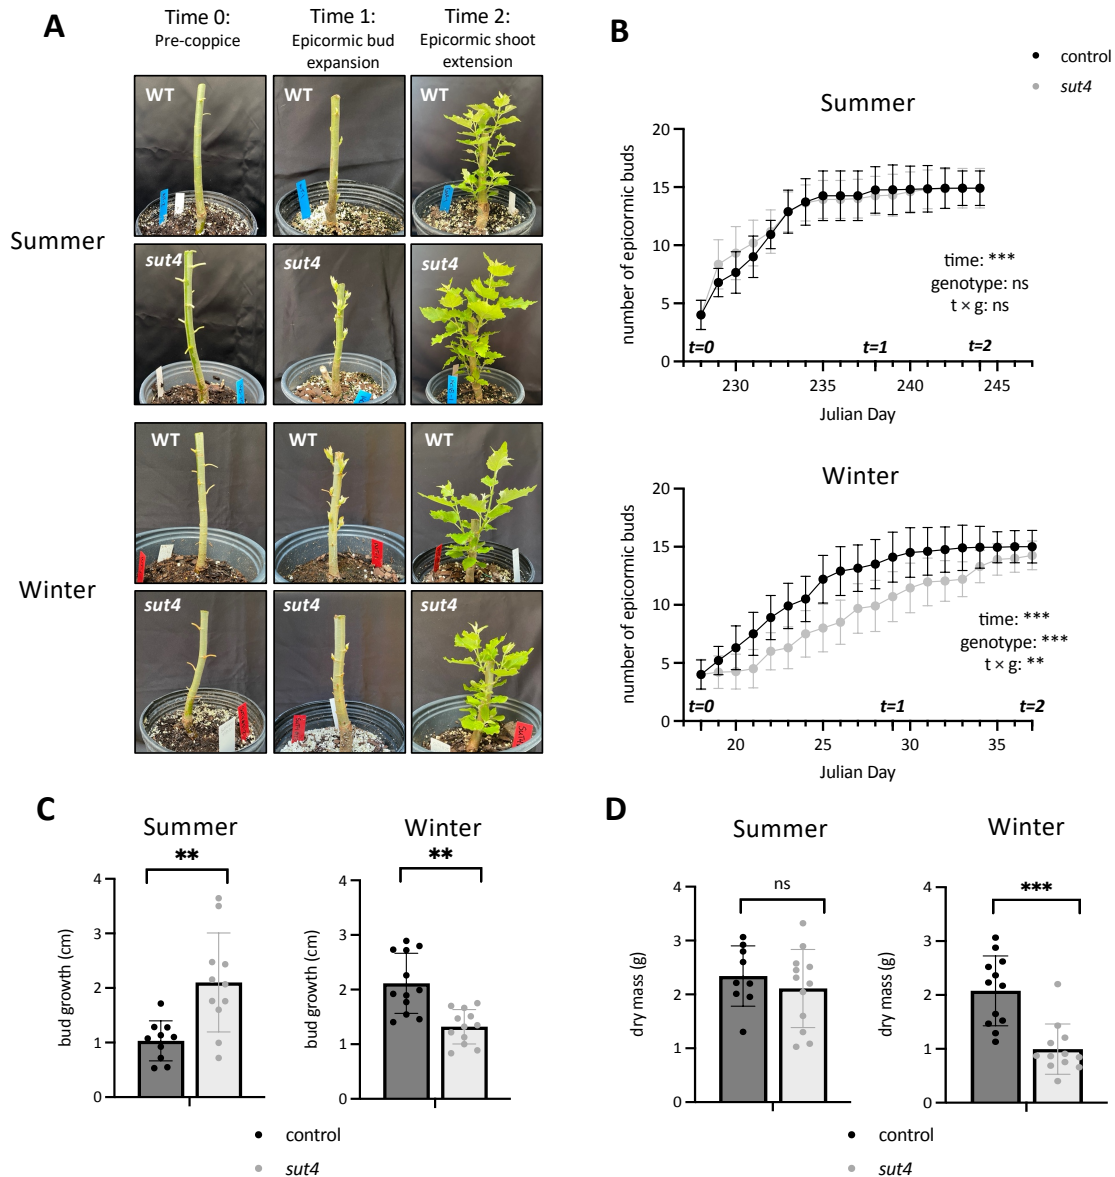 A
Time 0:
Pre-coppice
Time 1:
Epicormic bud
expansion
Time 2:
Epicormic shoot
extension
Summer
WT
WT
WT
sut4
sut4
sut4
Winter
WT
WT
WT
sut4
sut4
sut4
B
control
sut4
Summer
number of epicormic buds
20
15
10
5
0
time: ***
genotype: ns
t × g: ns
t=0
t=1
t=2
230
235
240
245
Julian Day
Winter
number of epicormic buds
20
15
10
5
0
time: ***
genotype: ***
t × g: **
t=0
t=1
t=2
20
25
30
35
Julian Day
C
Summer
**
bud growth (cm)
4
3
2
1
0
Winter
**
bud growth (cm)
4
3
2
1
0
control
sut4
D
Summer
ns
dry mass (g)
4
3
2
1
0
Winter
***
dry mass (g)
4
3
2
1
0
control
sut4